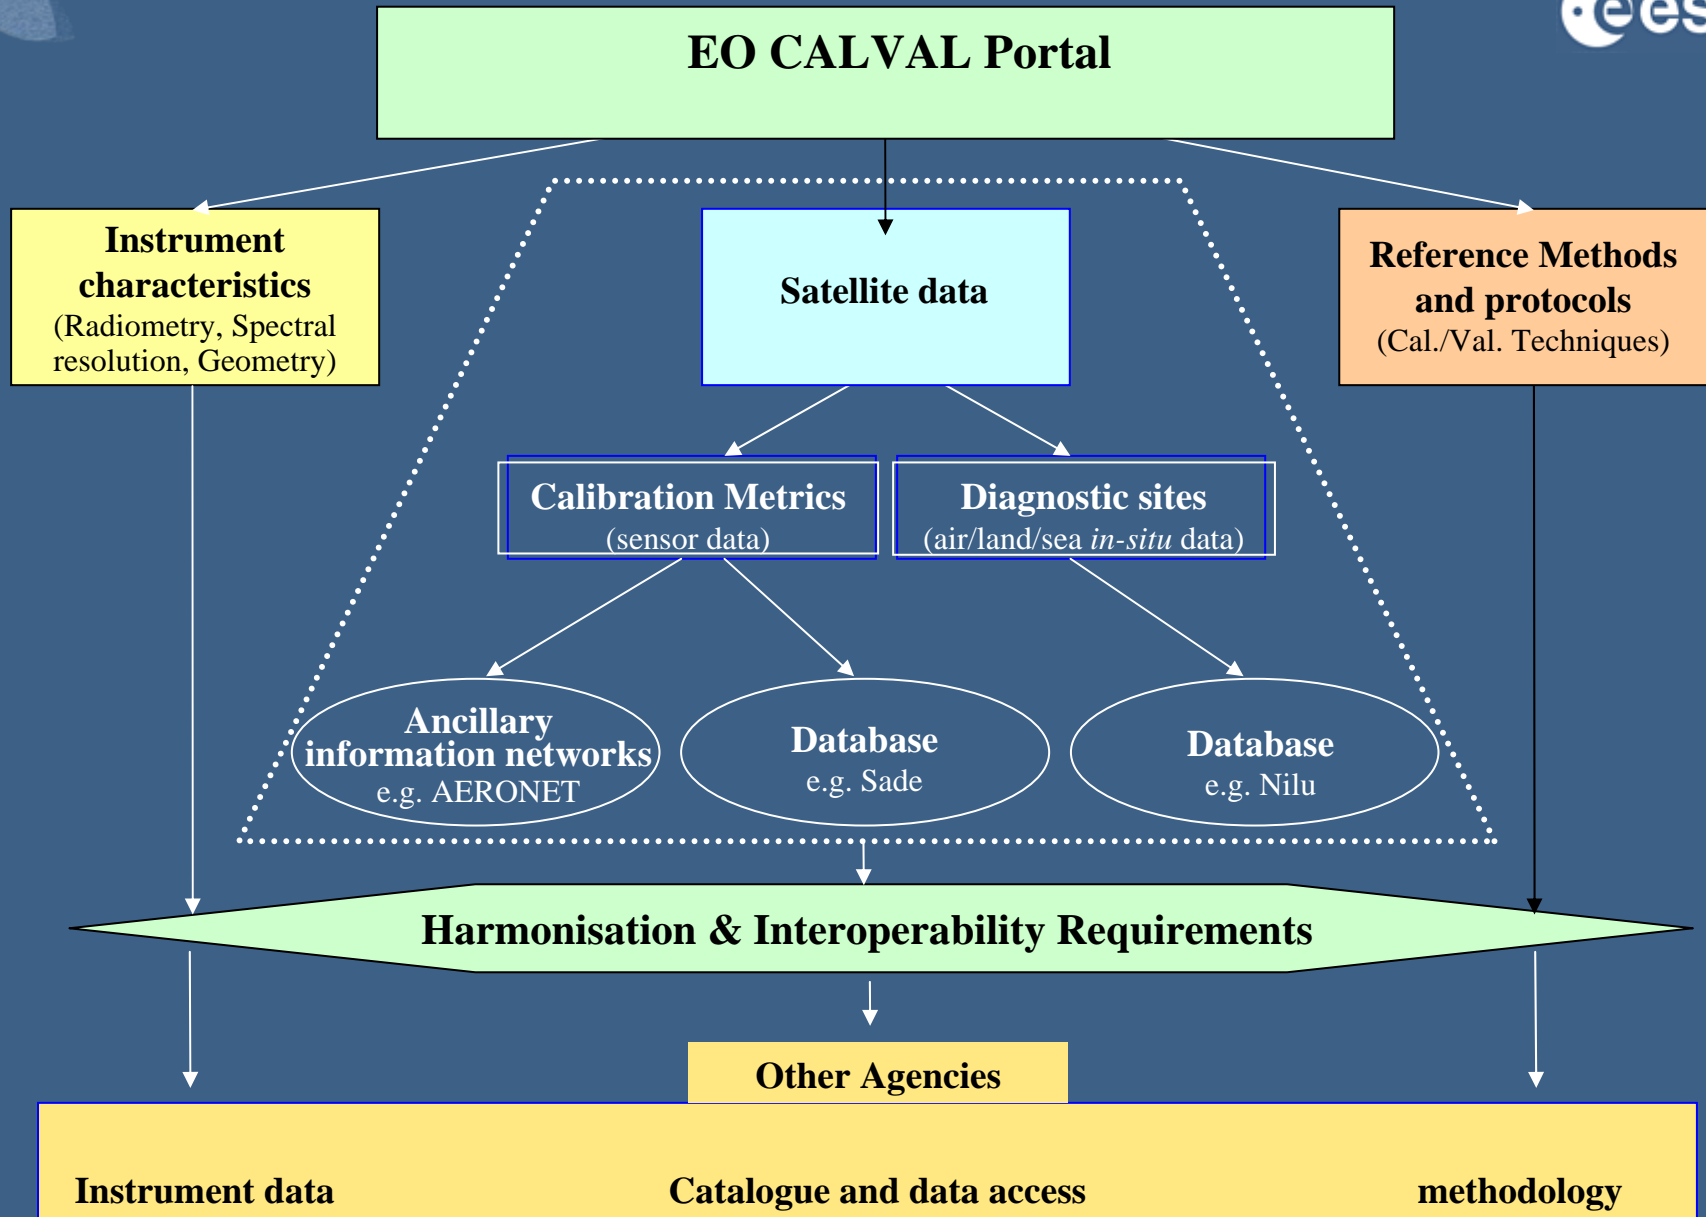 EO CALVAL Portal
Instrument
characteristics
(Radiometry, Spectral
resolution, Geometry)
Satellite data
Reference Methods
and protocols
(Cal./Val. Techniques)
Calibration Metrics
(sensor data)
Diagnostic sites
(air/land/sea in-situ data)
Ancillary
information networks
e.g. AERONET
Database
e.g. Sade
Database
e.g. Nilu
Harmonisation & Interoperability Requirements
Other Agencies
Instrument data
Catalogue and data access
methodology